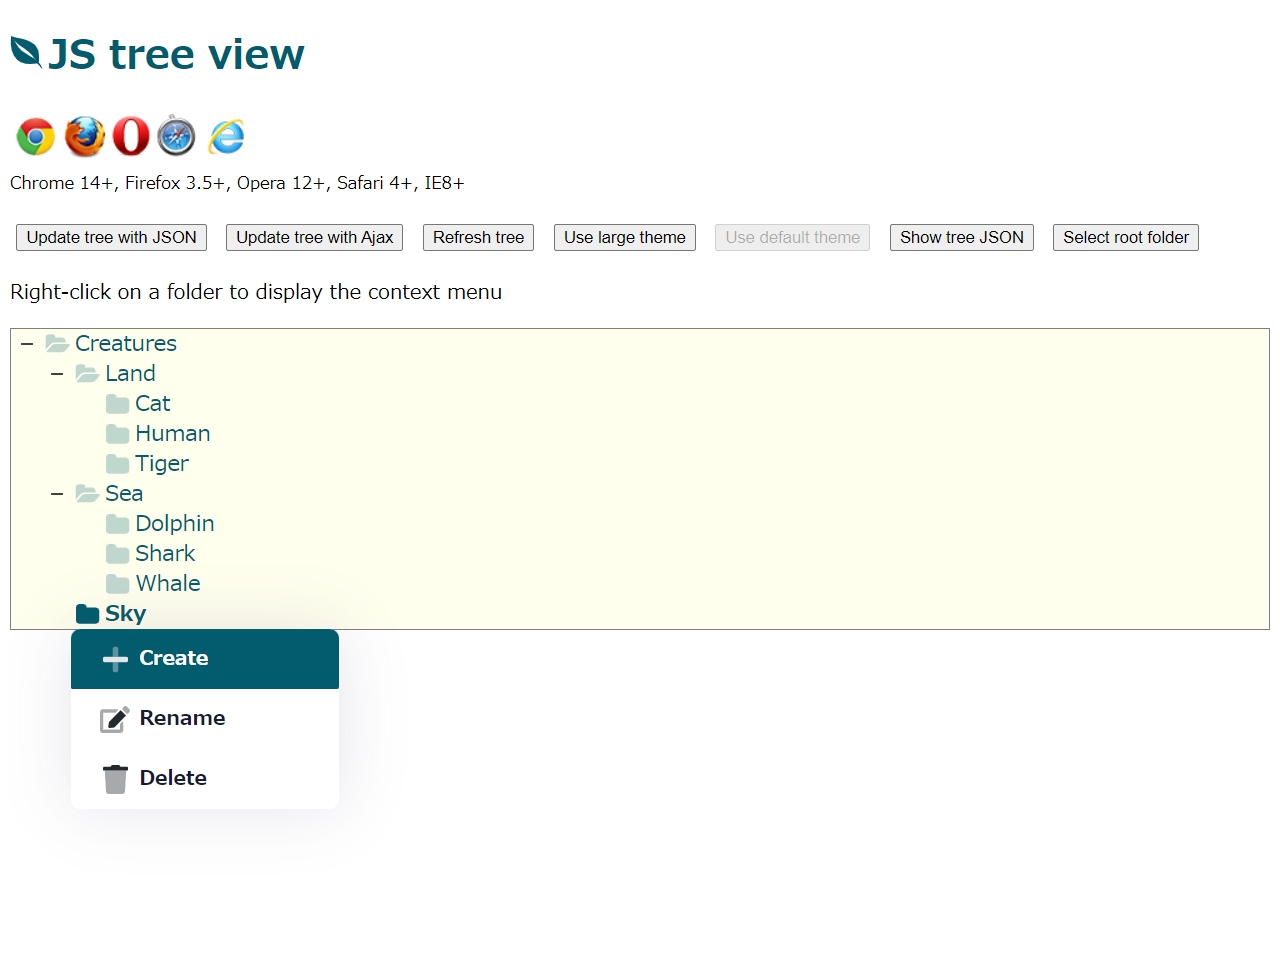 JS tree view
Chrome 14+, Firefox 3.5+, Opera 12+, Safari 4+, IE8+
Update tree with JSON Update tree with Ajax Refresh tree Use large theme Use default theme Show tree JSON Select root folder
Right-click on a folder to display the context menu
Creatures
Land
Cat
Human
Tiger
Sea
Dolphin
Shark
Whale
Sky
Create
Rename
Delete